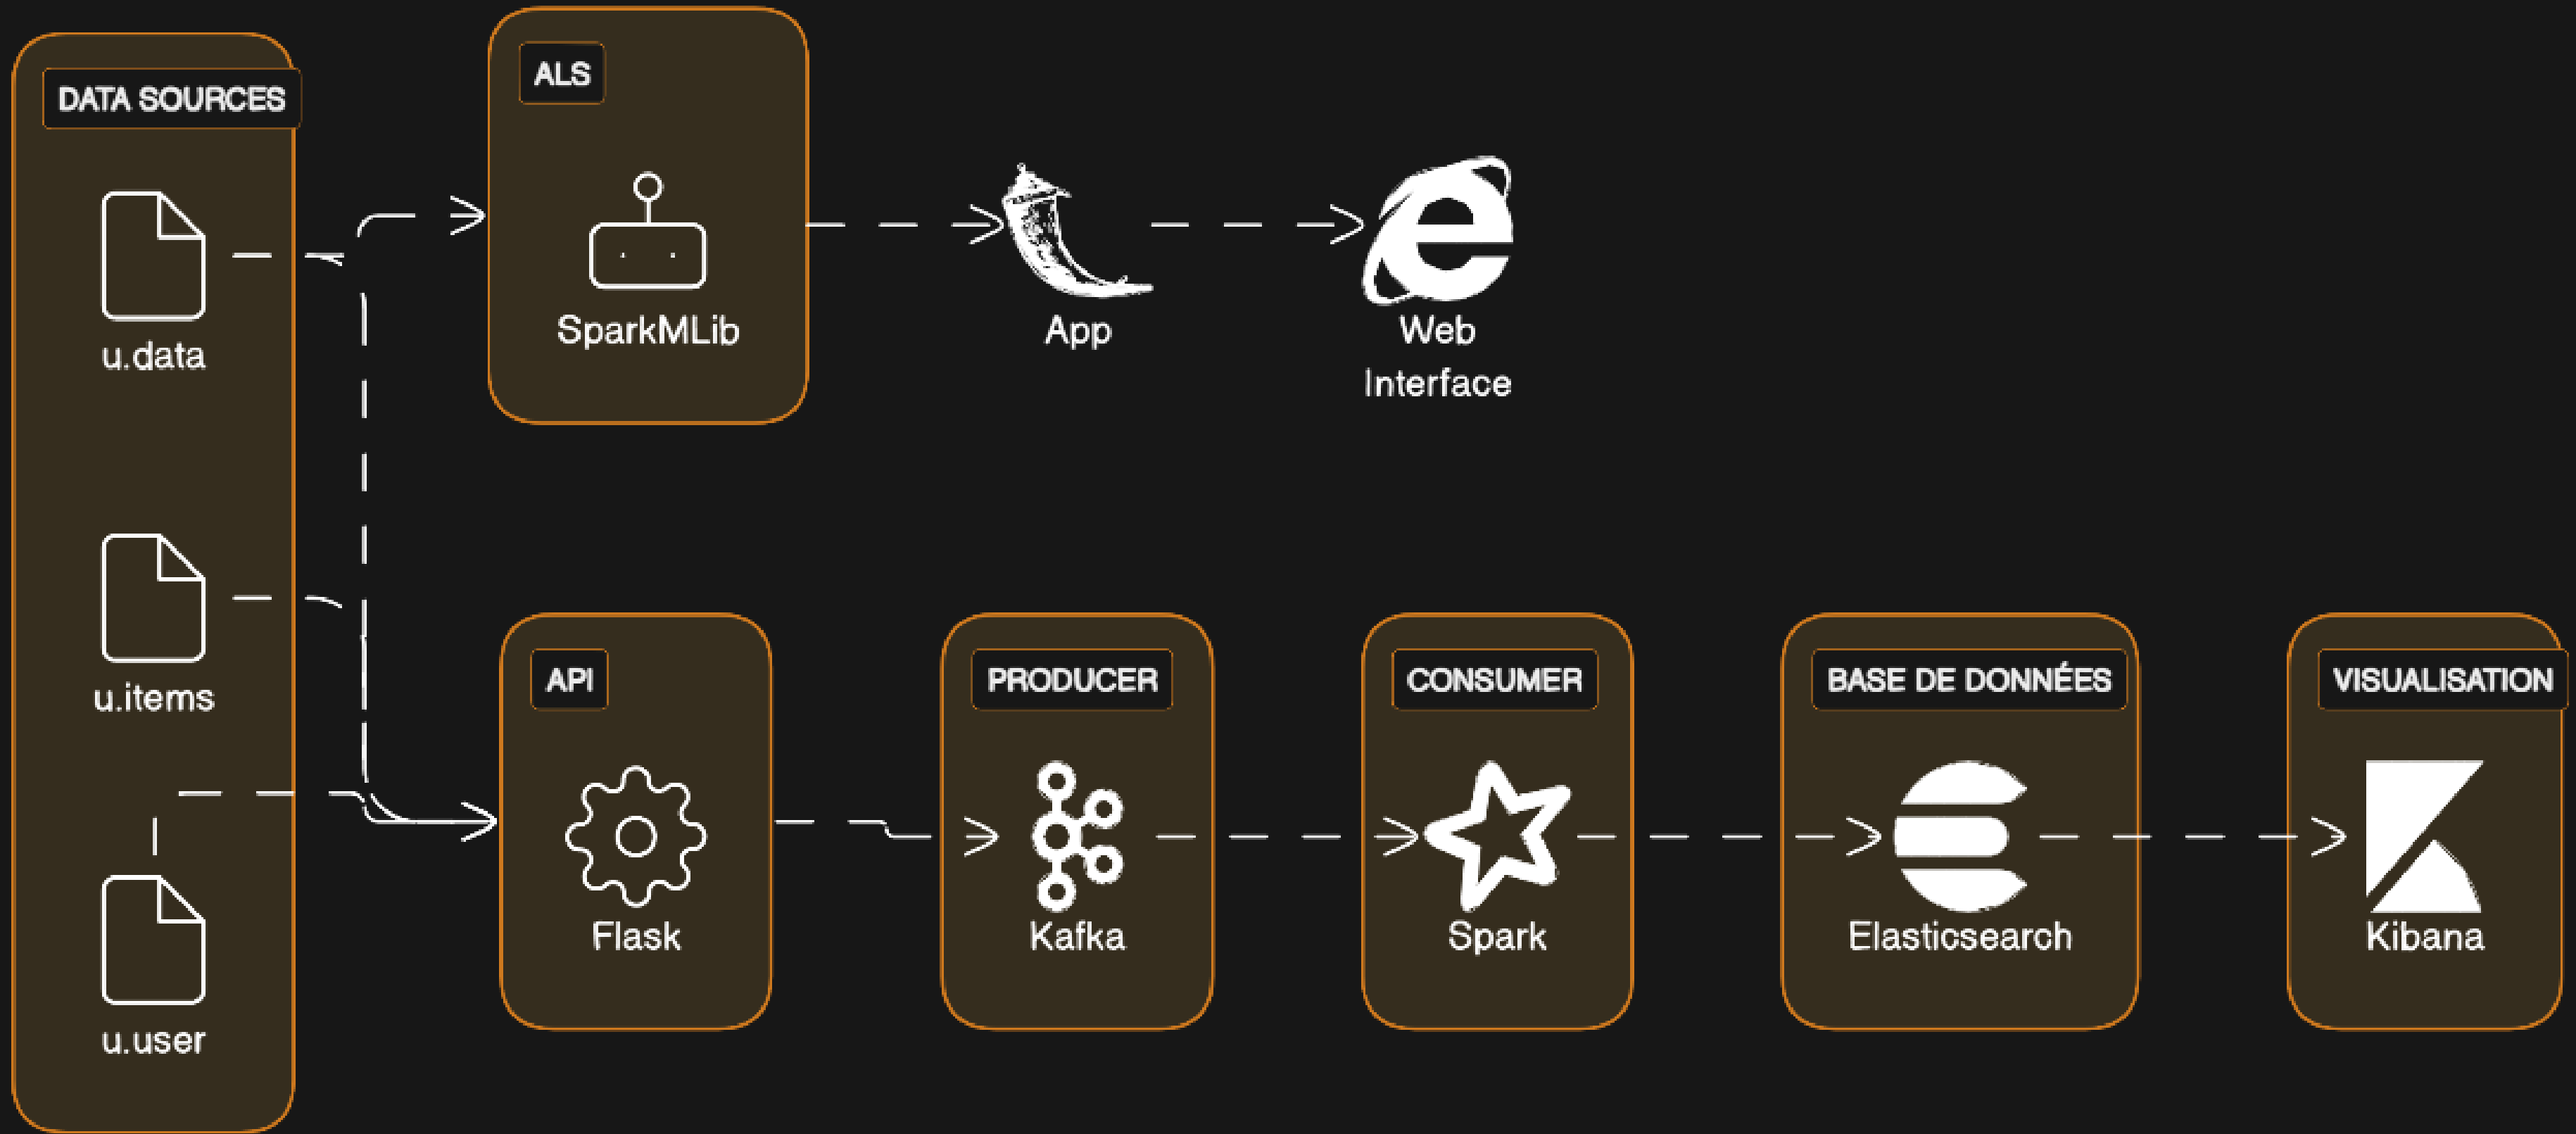 DATA SOURCES
u.data
u.items
u.user
ALS
SparkMLib
App
Web
Interface
API
Flask
PRODUCER
Kafka
CONSUMER
Spark
BASE DE DONNÉES
Elasticsearch
VISUALISATION
Kibana